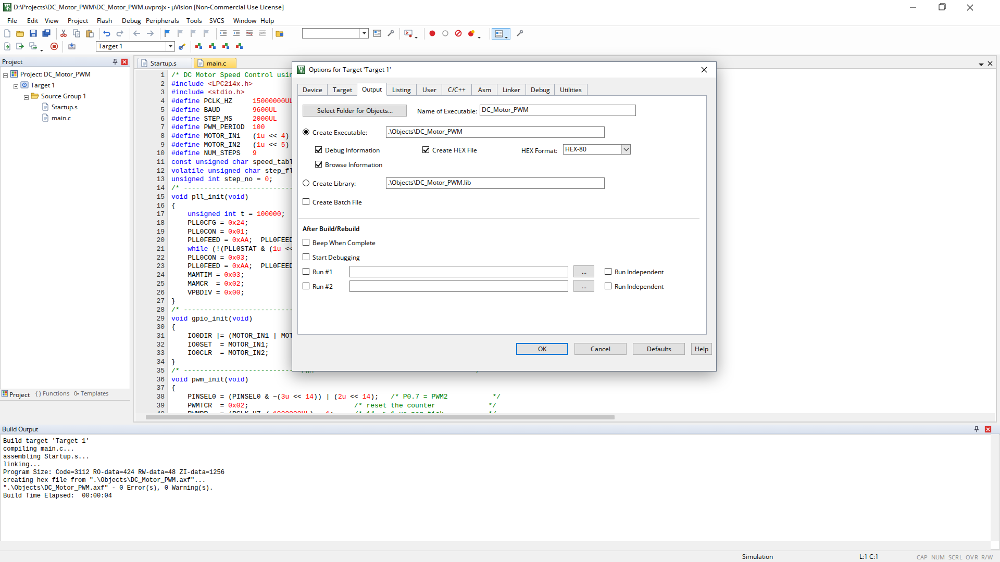 D:\Projects\DC_Motor_PWM\DC_Motor_PWM.uvprojx - µVision [Non-Commercial Use License]
File Edit View Project Flash Debug Peripherals Tools SVCS Window Help
Target 1
Project
Project: DC_Motor_PWM
Target 1
Source Group 1
Startup.s
main.c
Project { } Functions 0• Templates
Startup.s main.c
1 /* DC Motor Speed Control usin
2 #include <LPC214x.h>
3 #include <stdio.h>
4 #define PCLK_HZ 15000000UL
5 #define BAUD 9600UL
6 #define STEP_MS 2000UL
7 #define PWM_PERIOD 100
8 #define MOTOR_IN1 (1u << 4)
9 #define MOTOR_IN2 (1u << 5)
10 #define NUM_STEPS 9
11 const unsigned char speed_tabl
12 volatile unsigned char step_fl
13 unsigned int step_no = 0;
14 /* ---------------------------
15 void pll_init(void)
16 {
17 unsigned int t = 100000;
18 PLL0CFG = 0x24;
19 PLL0CON = 0x01;
20 PLL0FEED = 0xAA; PLL0FEED
21 while (!(PLL0STAT & (1u <<
22 PLL0CON = 0x03;
23 PLL0FEED = 0xAA; PLL0FEED
24 MAMTIM = 0x03;
25 MAMCR = 0x02;
26 VPBDIV = 0x00;
27 }
28 /* ---------------------------
29 void gpio_init(void)
30 {
31 IO0DIR |= (MOTOR_IN1 | MOT
32 IO0SET = MOTOR_IN1;
33 IO0CLR = MOTOR_IN2;
34 }
35 /* ---------------------------- PWM
36 void pwm_init(void)
37 {
38 PINSEL0 = (PINSEL0 & ~(3u << 14)) | (2u << 14); /* P0.7 = PWM2 */
39 PWMTCR = 0x02; /* reset the counter */
40 PWMPR = (PCLK_HZ / 1000000UL) - 1; /* 14 -> 1 us per tick */
Options for Target 'Target 1'
Device Target Output Listing User C/C++ Asm Linker Debug Utilities
Select Folder for Objects... Name of Executable: DC_Motor_PWM
Create Executable: .\Objects\DC_Motor_PWM
Debug Information Create HEX File HEX Format: HEX-80
Browse Information
Create Library: .\Objects\DC_Motor_PWM.lib
Create Batch File
After Build/Rebuild
Beep When Complete
Start Debugging
Run #1 ... Run Independent
Run #2 ... Run Independent
OK Cancel Defaults Help
Build Output
Build target 'Target 1'
compiling main.c...
assembling Startup.s...
linking...
Program Size: Code=3112 RO-data=424 RW-data=48 ZI-data=1256
creating hex file from ".\Objects\DC_Motor_PWM.axf"...
".\Objects\DC_Motor_PWM.axf" - 0 Error(s), 0 Warning(s).
Build Time Elapsed: 00:00:04
Simulation L:1 C:1 CAP NUM SCRL OVR R/W